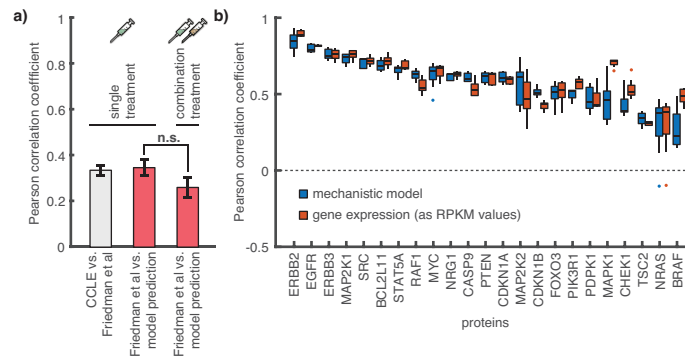 a)
single
treatment
combination
treatment
n.s.
Pearson correlation coeffficient
1
0.8
0.6
0.4
0.2
0
CCLE vs.
Friedman et al
Friedman et al vs.
model prediction
Friedman et al vs.
model prediction
b)
Pearson correlation coefficient
1
0.5
0
-0.5
mechanistic model
gene expression (as RPKM values)
ERBB2
EGFR
ERBB3
MAP2K1
SRC
BCL2L11
STAT5A
RAF1
MYC
NRG1
CASP9
PTEN
CDKN1A
MAP2K2
CDKN1B
FOXO3
PIK3R1
PDPK1
MAPK1
CHEK1
TSC2
NRAS
BRAF
proteins